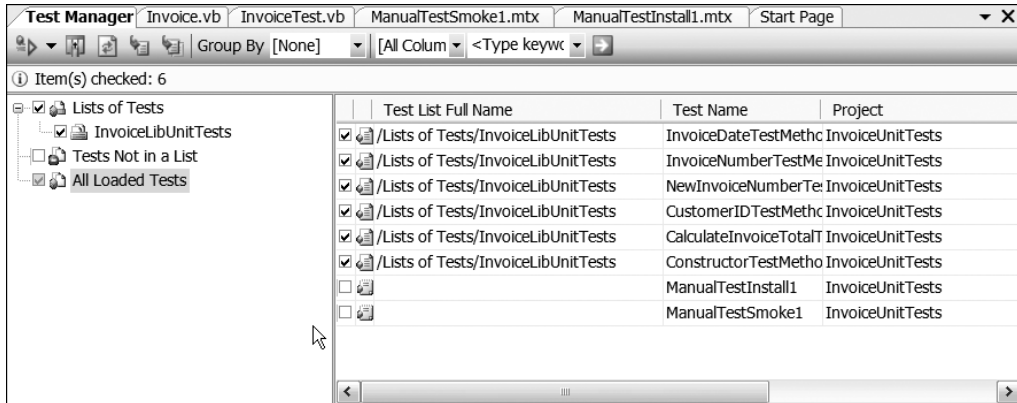 Test Manager Invoice.vb InvoiceTest.vb ManualTestSmoke1.mtx ManualTestInstall1.mtx Start Page
Group By [None] [All Colum <Type keywc
Item(s) checked: 6
Lists of Tests
InvoiceLibUnitTests
Tests Not in a List
All Loaded Tests
Test List Full Name Test Name Project
/Lists of Tests/InvoiceLibUnitTests InvoiceDateTestMethc InvoiceUnitTests
/Lists of Tests/InvoiceLibUnitTests InvoiceNumberTestMe InvoiceUnitTests
/Lists of Tests/InvoiceLibUnitTests NewInvoiceNumberTe InvoiceUnitTests
/Lists of Tests/InvoiceLibUnitTests CustomerIDTestMethc InvoiceUnitTests
/Lists of Tests/InvoiceLibUnitTests CalculateInvoiceTotalT InvoiceUnitTests
/Lists of Tests/InvoiceLibUnitTests ConstructorTestMetho InvoiceUnitTests
ManualTestInstall1 InvoiceUnitTests
ManualTestSmoke1 InvoiceUnitTests